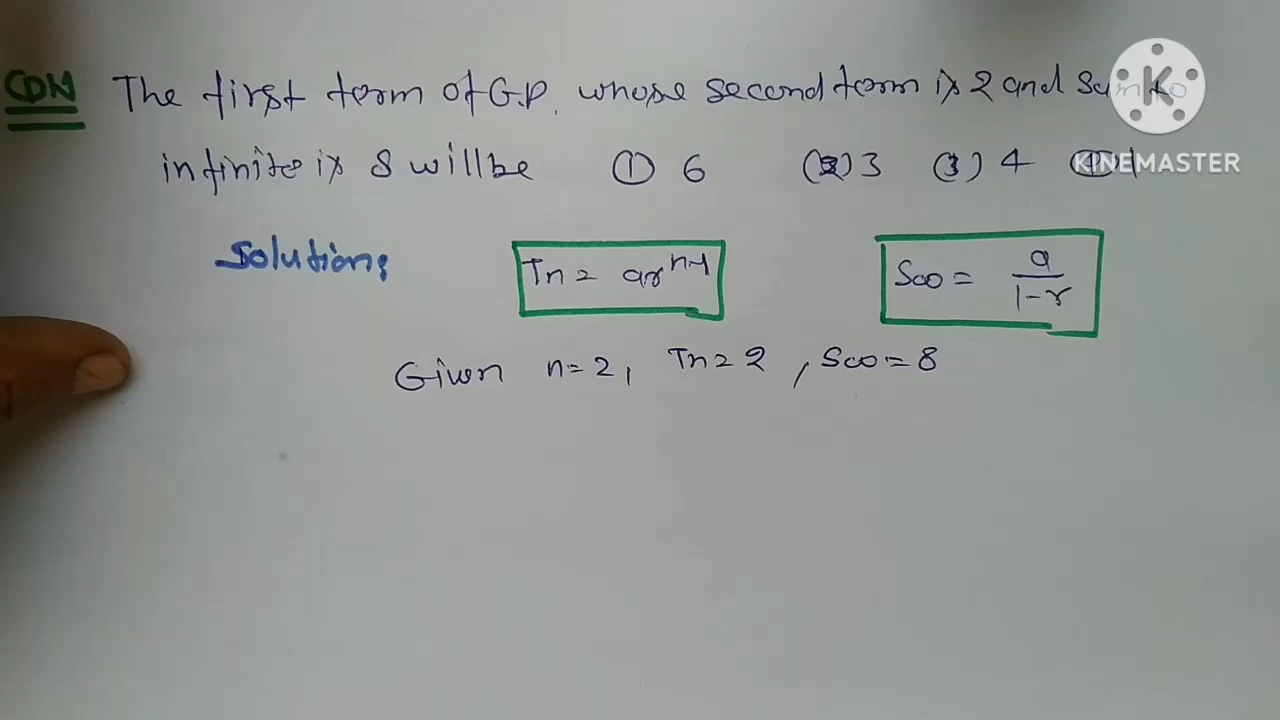 QN The first term of G.P. whose second term is 2 and Sum to
infinite is 8 will be ① 6 (2) 3 (3) 4
KINEMASTER
Solution:
Tn = ar^n-1
S∞ = a/1-r
Given n=2, Tn=2, S∞=8